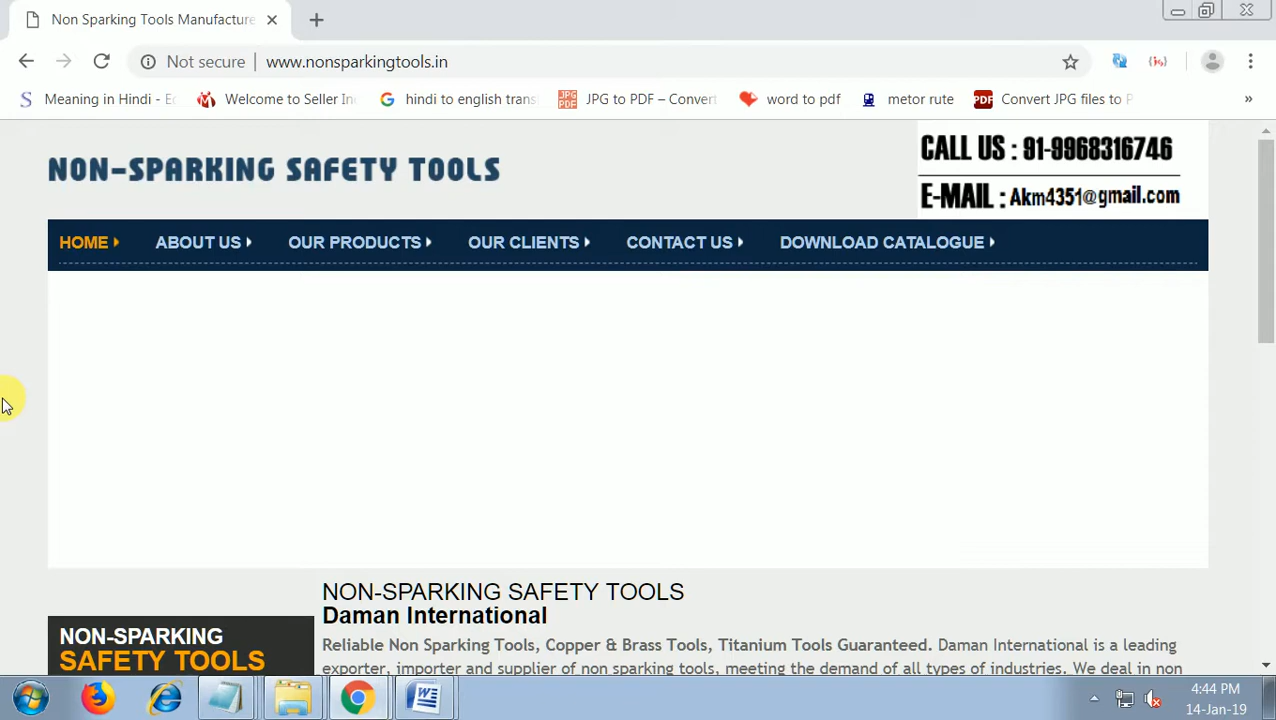 Non Sparking Tools Manufacture
Not secure | www.nonsparkingtools.in
Meaning in Hindi - Welcome to Seller In hindi to english trans JPG to PDF – Convert word to pdf metor rute PDF Convert JPG files to P »
NON-SPARKING SAFETY TOOLS
CALL US : 91-9968316746
E-MAIL : Akm4351@gmail.com
HOME ABOUT US OUR PRODUCTS OUR CLIENTS CONTACT US DOWNLOAD CATALOGUE
NON-SPARKING SAFETY TOOLS
Daman International
Reliable Non Sparking Tools, Copper & Brass Tools, Titanium Tools Guaranteed. Daman International is a leading
exporter, importer and supplier of non sparking tools, meeting the demand of all types of industries. We deal in non
NON-SPARKING
SAFETY TOOLS
4:44 PM
14-Jan-19